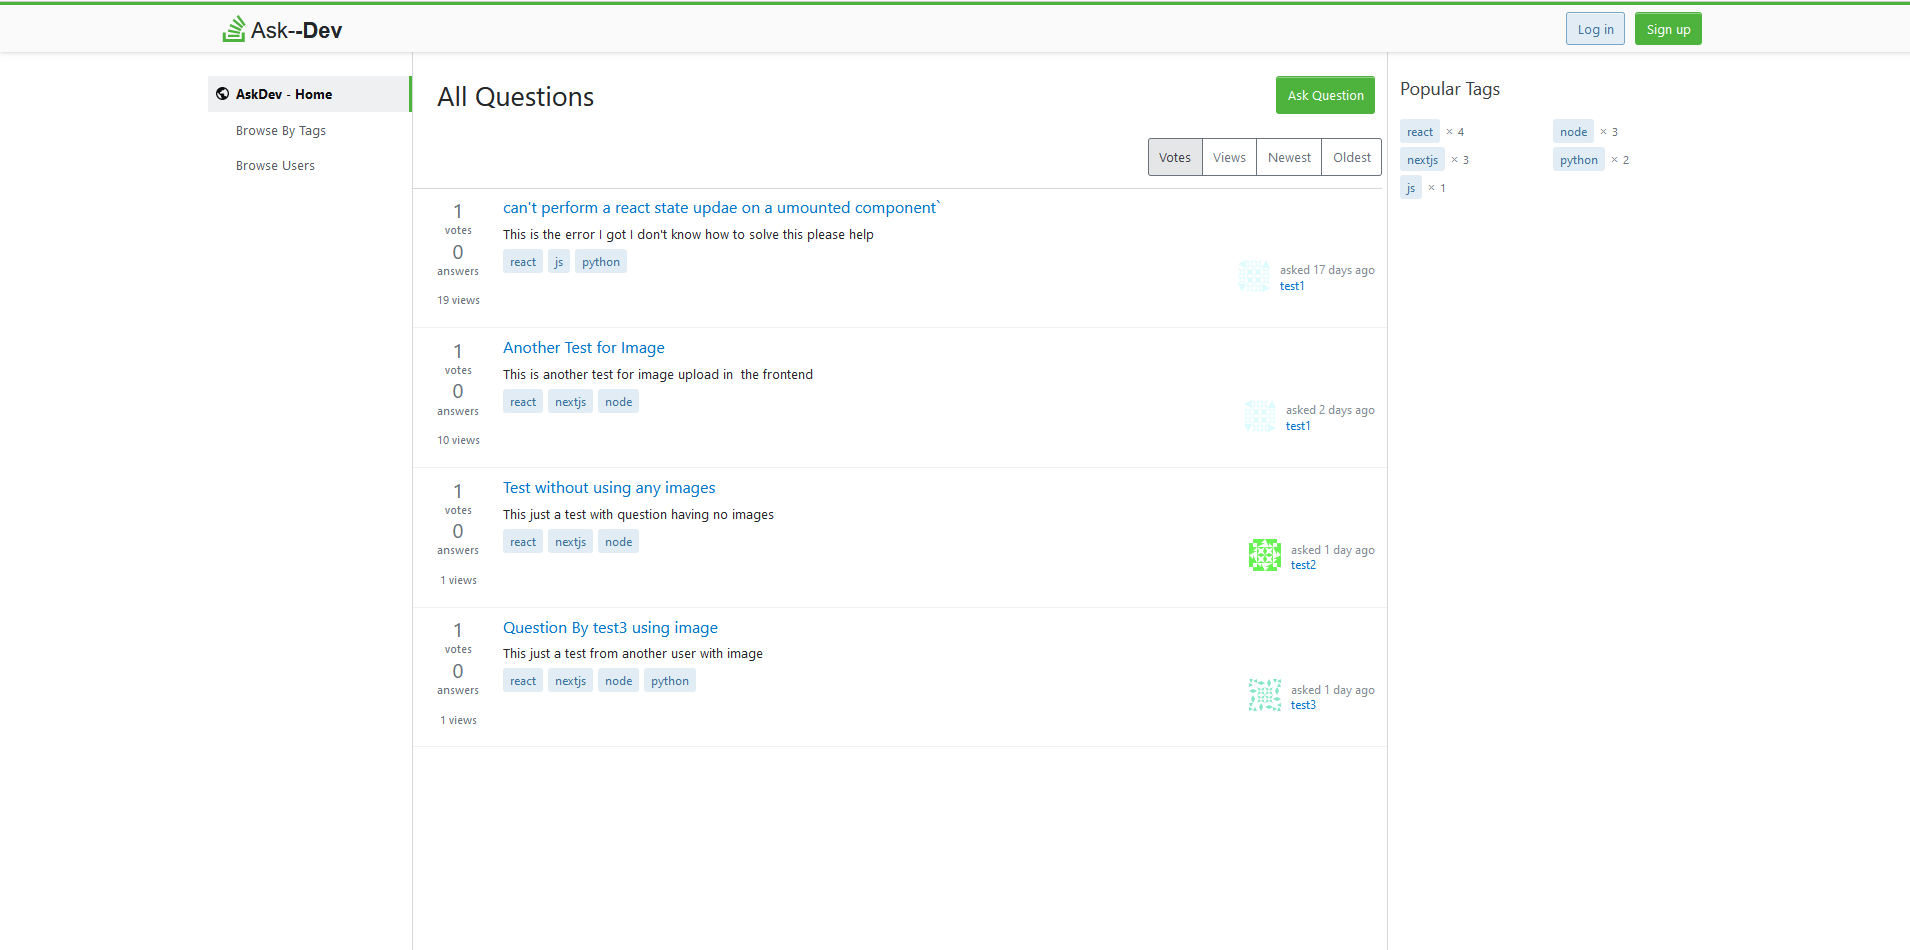 Ask--Dev
Log in
Sign up
AskDev - Home
Browse By Tags
Browse Users
All Questions
Ask Question
Votes Views Newest Oldest
1
votes
0
answers
19 views
can't perform a react state updae on a umounted component`
This is the error I got I don't know how to solve this please help
react js python
asked 17 days ago
test1
1
votes
0
answers
10 views
Another Test for Image
This is another test for image upload in  the frontend
react nextjs node
asked 2 days ago
test1
1
votes
0
answers
1 views
Test without using any images
This just a test with question having no images
react nextjs node
asked 1 day ago
test2
1
votes
0
answers
1 views
Question By test3 using image
This just a test from another user with image
react nextjs node python
asked 1 day ago
test3
Popular Tags
react × 4 node × 3
nextjs × 3 python × 2
js × 1